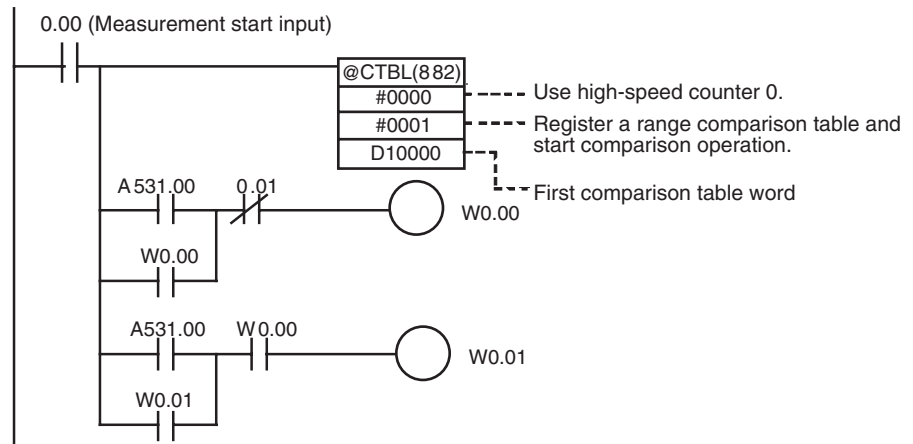 0.00 (Measurement start input)
@CTBL(882)
#0000
Use high-speed counter 0.
#0001
Register a range comparison table and
start comparison operation.
D10000
First comparison table word
A531.00
0.01
W0.00
W0.00
A531.00
W0.00
W0.01
W0.01